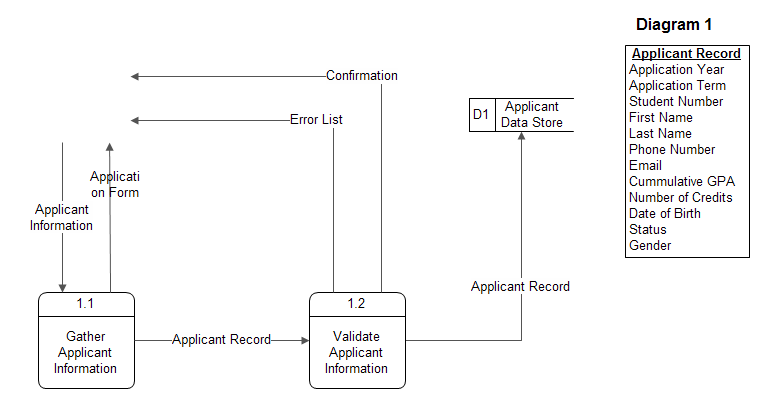 Diagram 1
Applicant Record
Application Year
Application Term
Student Number
First Name
Last Name
Phone Number
Email
Cummulative GPA
Number of Credits
Date of Birth
Status
Gender
Confirmation
Error List
D1
Applicant
Data Store
Applicati
on Form
Applicant
Information
Applicant Record
1.1
Gather
Applicant
Information
Applicant Record
1.2
Validate
Applicant
Information